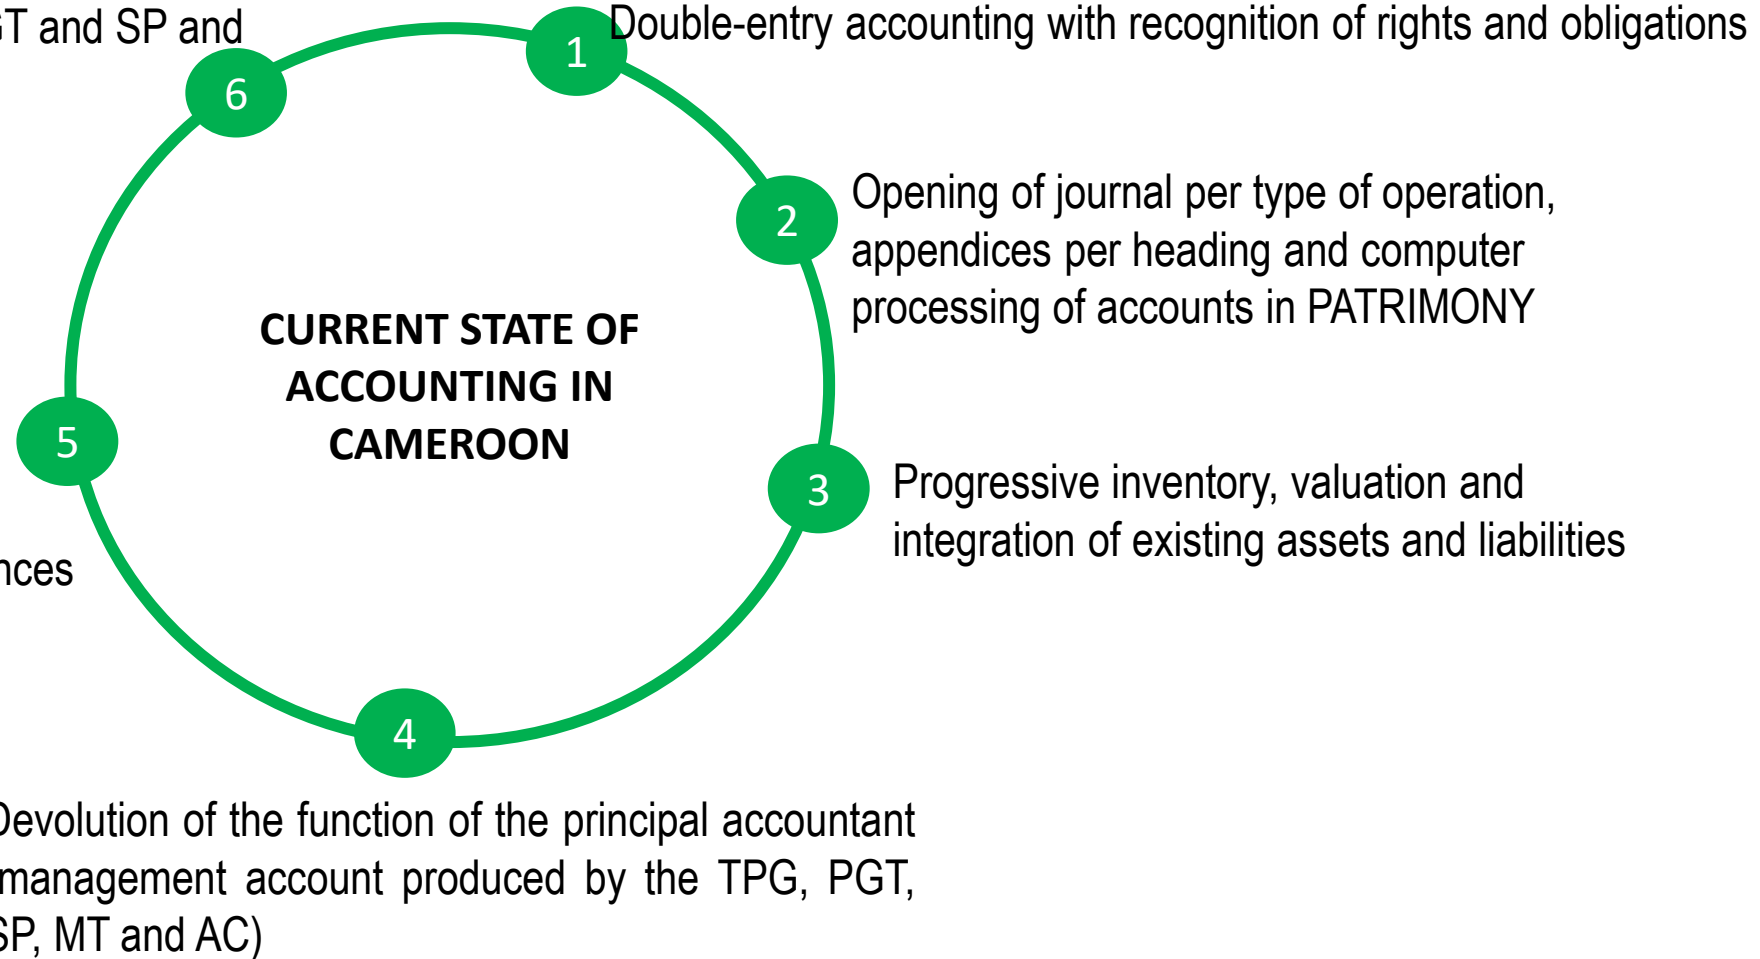 1
Double-entry accounting with recognition of rights and obligations
2
Opening of journal per type of operation,
appendices per heading and computer
processing of accounts in PATRIMONY
3
Progressive inventory, valuation and
integration of existing assets and liabilities
4
Devolution of the function of the principal accountant
management account produced by the TPG, PGT,
SP, MT and AC)
5
6
and SP and
CURRENT STATE OF
ACCOUNTING IN
CAMEROON